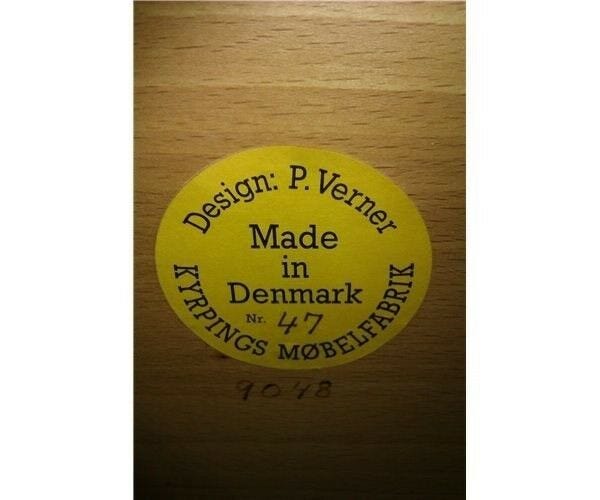 Design: P. Verner
Made
in
Denmark
Nr. 47
KYRPINGS MØBELFABRIK
9048